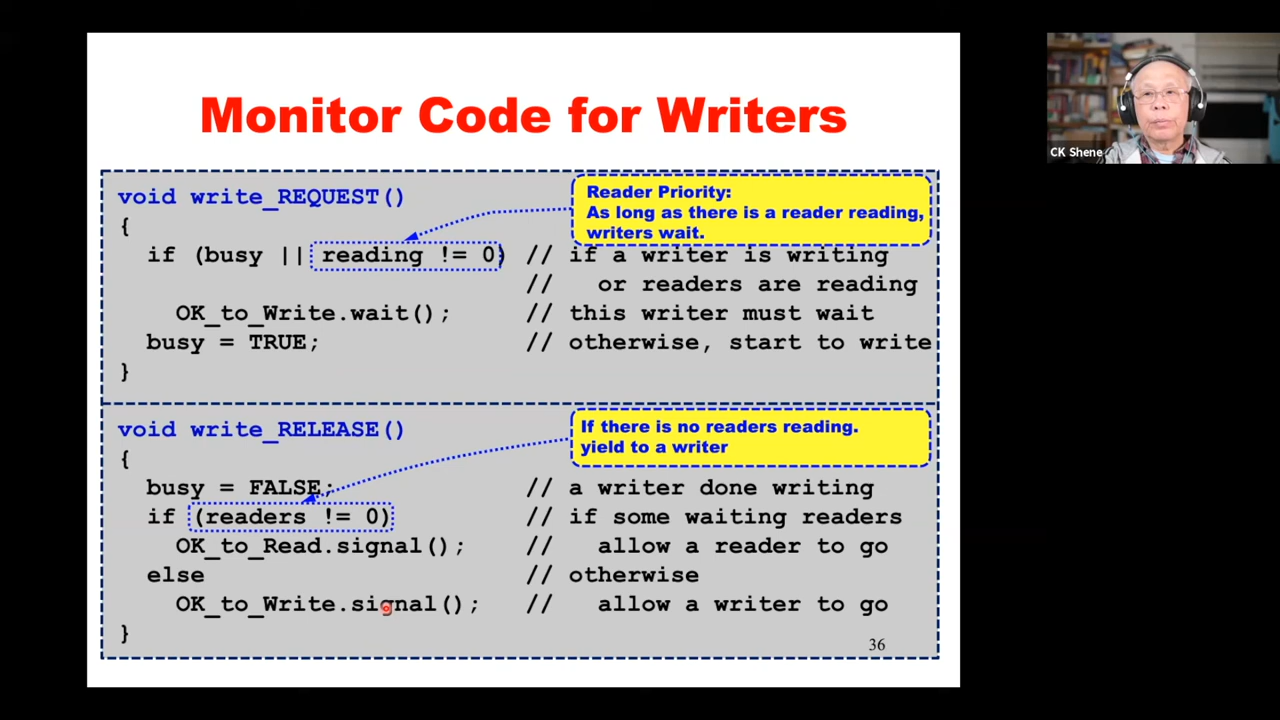 Monitor Code for Writers
void write_REQUEST()
{
if (busy || reading != 0) // if a writer is writing
// or readers are reading
OK_to_Write.wait(); // this writer must wait
busy = TRUE; // otherwise, start to write
}
Reader Priority:
As long as there is a reader reading,
writers wait.
void write_RELEASE()
{
busy = FALSE; // a writer done writing
if (readers != 0) // if some waiting readers
OK_to_Read.signal(); // allow a reader to go
else // otherwise
OK_to_Write.signal(); // allow a writer to go
}
If there is no readers reading.
yield to a writer
36
CK Shene